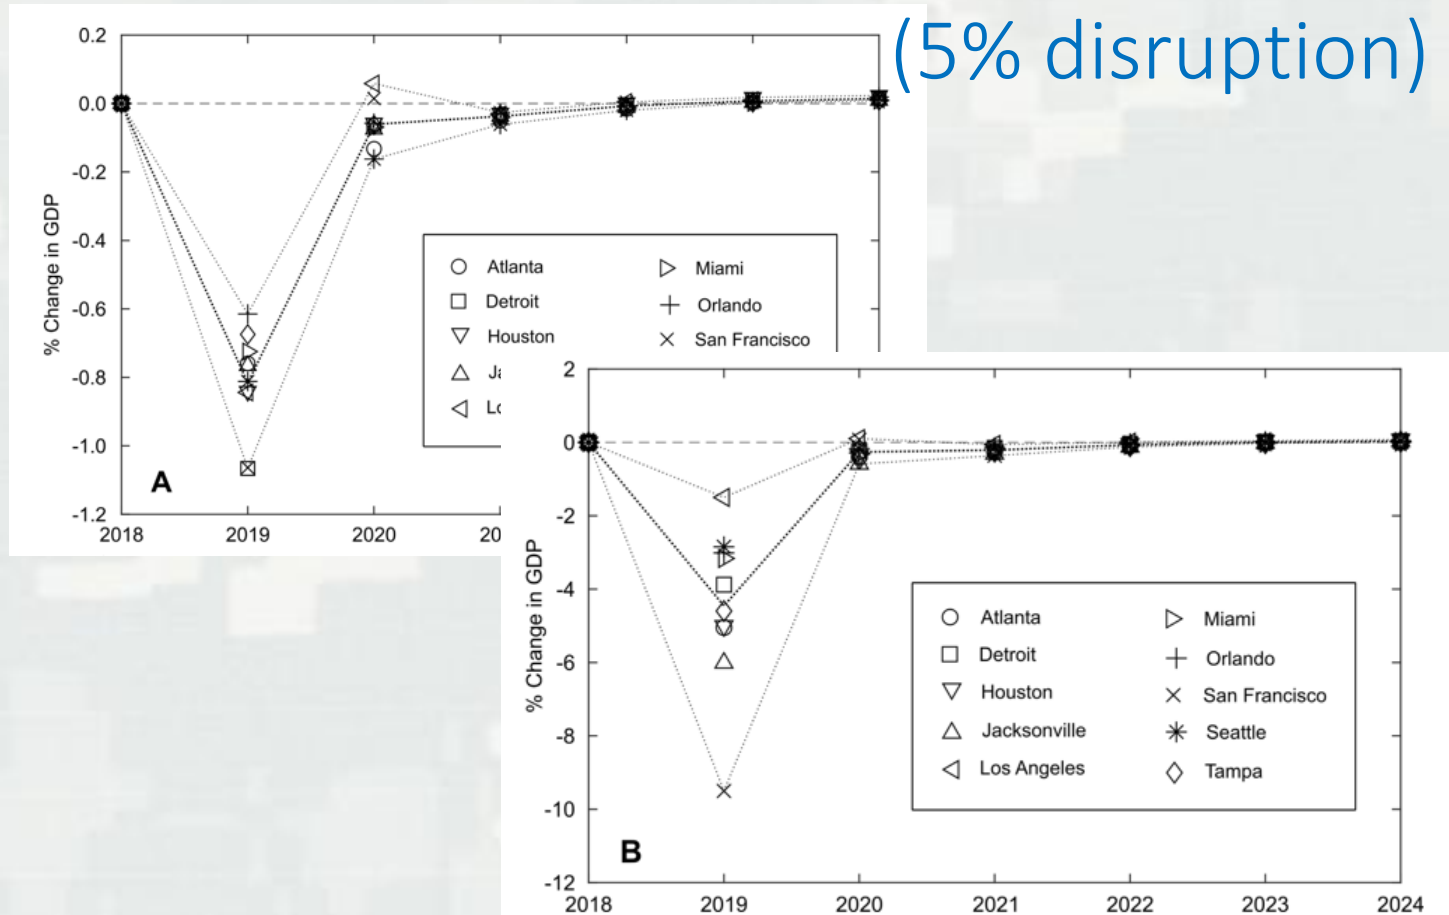 (5% disruption)
0.2
0.0
-0.2
-0.4
-0.6
-0.8
-1.0
-1.2
% Change in GDP
Atlanta
Miami
Detroit
Orlando
Houston
San Francisco
A
2018
2019
2020
2
0
-2
-4
-6
-8
-10
-12
% Change in GDP
Atlanta
Miami
Detroit
Orlando
Houston
San Francisco
Jacksonville
Seattle
Los Angeles
Tampa
B
2018
2019
2020
2021
2022
2023
2024